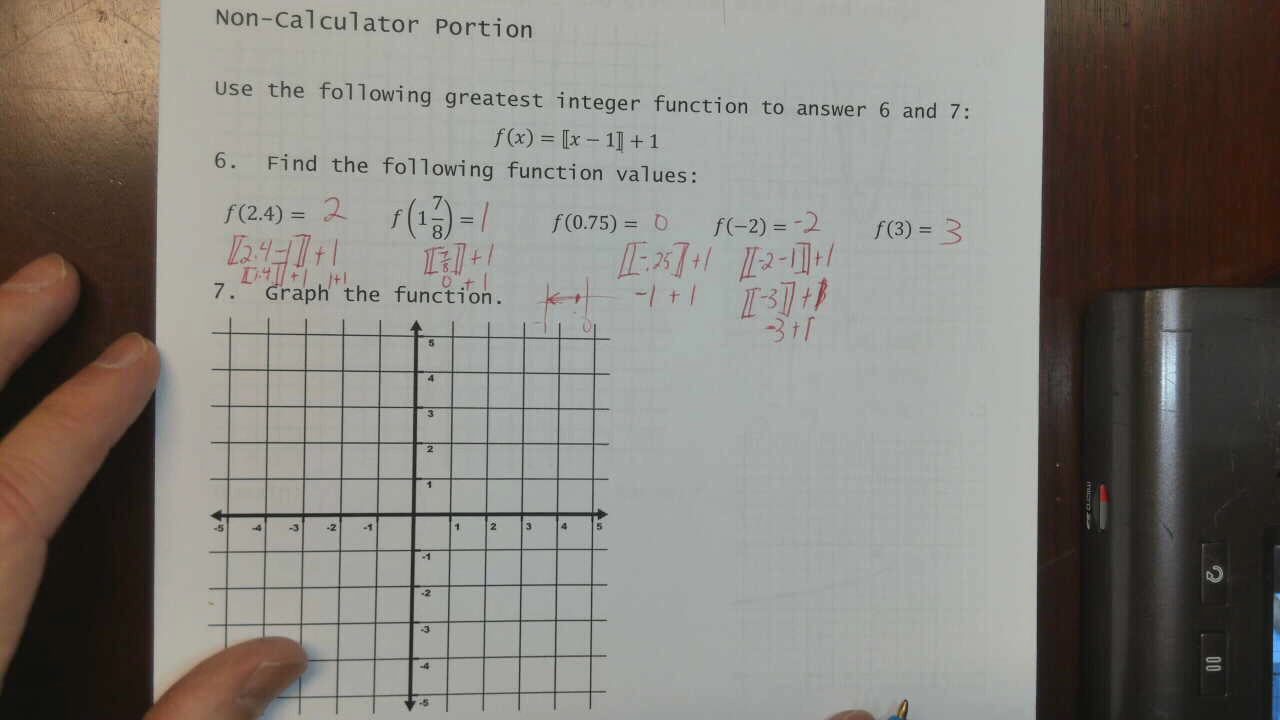 Non-Calculator Portion
Use the following greatest integer function to answer 6 and 7:
f(x) = ⟦x − 1⟧ + 1
6. Find the following function values:
f(2.4) = 2 f(1 7/8) = 1 f(0.75) = 0 f(−2) = -2 f(3) = 3
⟦2.4-1⟧+1 ⟦7/8⟧+1 ⟦-.25⟧+1 ⟦-2-1⟧+1
⟦1.4⟧+1 1+1 0 + 1 -1 + 1 ⟦-3⟧+1
-3+1
7. Graph the function.
-1 0
5
4
3
2
1
-5 -4 -3 -2 -1 1 2 3 4 5
-1
-2
-3
-4
-5